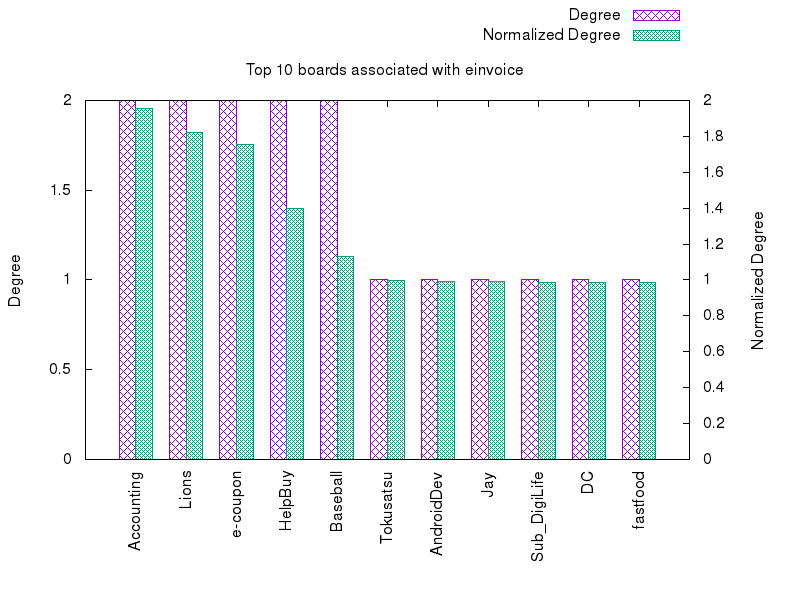 Degree
Normalized Degree
Top 10 boards associated with einvoice
2
1.5
1
0.5
0
Degree
2
1.8
1.6
1.4
1.2
1
0.8
0.6
0.4
0.2
0
Normalized Degree
Accounting
Lions
e-coupon
HelpBuy
Baseball
Tokusatsu
AndroidDev
Jay
Sub_DigiLife
DC
fastfood